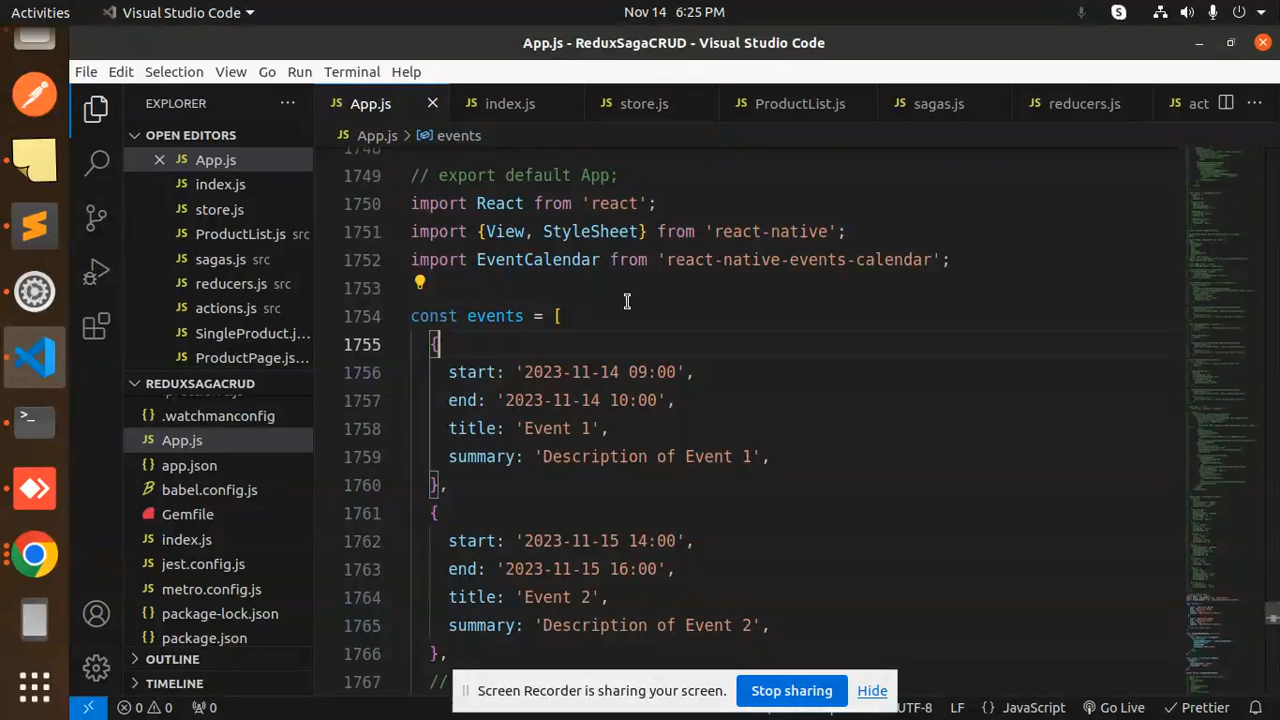 Activities
Visual Studio Code
Nov 14 6:25 PM
App.js - ReduxSagaCRUD - Visual Studio Code
File Edit Selection View Go Run Terminal Help
EXPLORER
App.js
index.js
store.js
ProductList.js
sagas.js
reducers.js
act
App.js > events
OPEN EDITORS
App.js
index.js
store.js
ProductList.js src
sagas.js src
reducers.js src
actions.js src
SingleProduct.j...
ProductPage.js...
REDUXSAGACRUD
.watchmanconfig
App.js
app.json
babel.config.js
Gemfile
index.js
jest.config.js
metro.config.js
package-lock.json
package.json
OUTLINE
TIMELINE
1748
1749 // export default App;
1750 import React from 'react';
1751 import {View, StyleSheet} from 'react-native';
1752 import EventCalendar from 'react-native-events-calendar';
1753
1754 const events = [
1755 {
1756 start: '2023-11-14 09:00',
1757 end: '2023-11-14 10:00',
1758 title: 'Event 1',
1759 summary: 'Description of Event 1',
1760 },
1761 {
1762 start: '2023-11-15 14:00',
1763 end: '2023-11-15 16:00',
1764 title: 'Event 2',
1765 summary: 'Description of Event 2',
1766 },
1767 //
Screen Recorder is sharing your screen. Stop sharing Hide
0 0 0 UTF-8 LF {} JavaScript Go Live Prettier